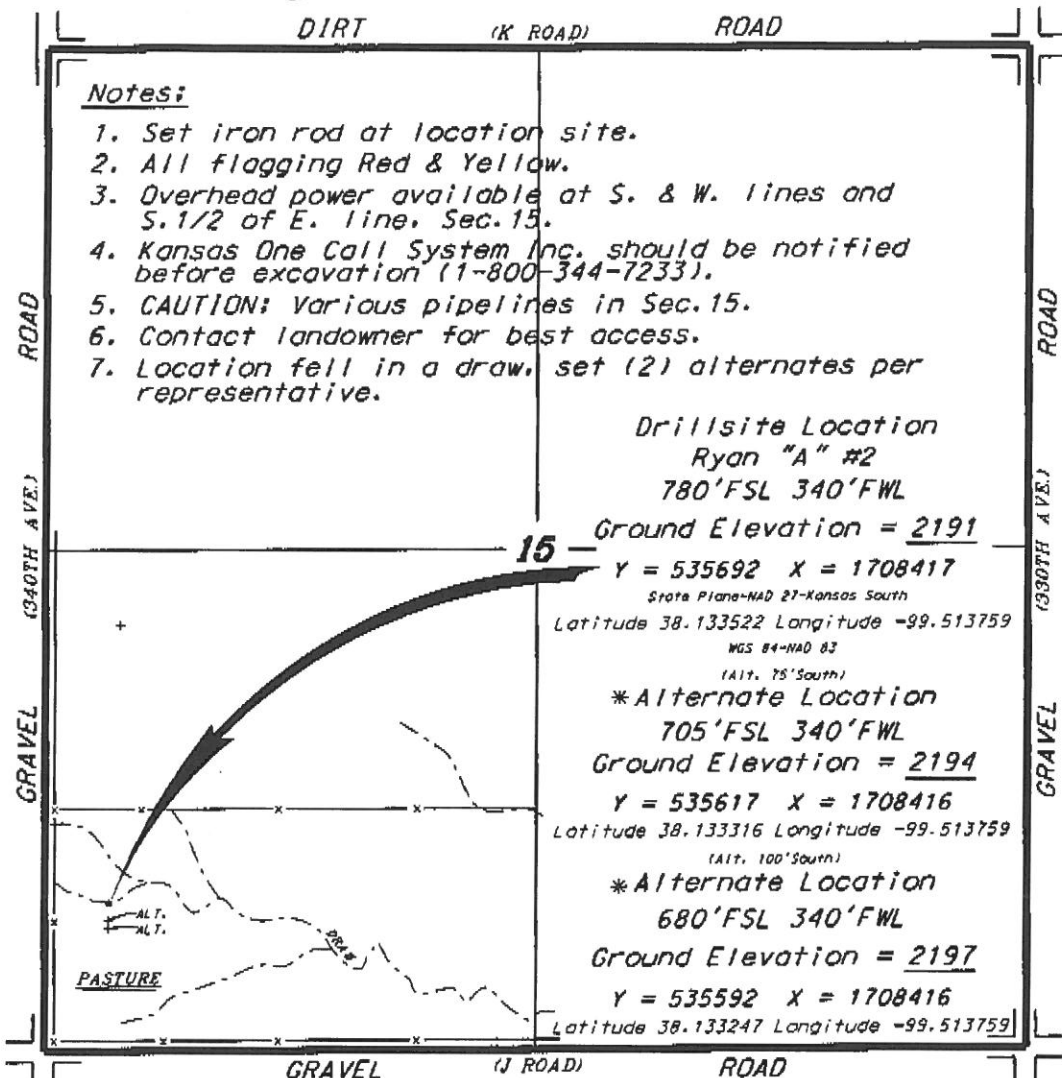 DIRT (K ROAD) ROAD
Notes:
1. Set iron rod at location site.
2. All flagging Red & Yellow.
3. Overhead power available at S. & W. lines and
S.1/2 of E. line, Sec.15.
4. Kansas One Call System Inc. should be notified
before excavation (1-800-344-7233).
5. CAUTION: Various pipelines in Sec.15.
6. Contact landowner for best access.
7. Location fell in a draw, set (2) alternates per
representative.
ROAD
(340TH AVE.)
GRAVEL
ROAD
(330TH AVE.)
GRAVEL
Drillsite Location
Ryan "A" #2
780'FSL 340'FWL
15
Ground Elevation = 2191
Y = 535692 X = 1708417
State Plane-NAD 27-Kansas South
Latitude 38.133522 Longitude -99.513759
WGS 84-NAD 83
(Alt. 75'South)
*Alternate Location
705'FSL 340'FWL
Ground Elevation = 2194
Y = 535617 X = 1708416
Latitude 38.133316 Longitude -99.513759
(Alt. 100'South)
*Alternate Location
680'FSL 340'FWL
Ground Elevation = 2197
Y = 535592 X = 1708416
Latitude 38.133247 Longitude -99.513759
ALT.
ALT.
DRAW
PASTURE
GRAVEL (J ROAD) ROAD